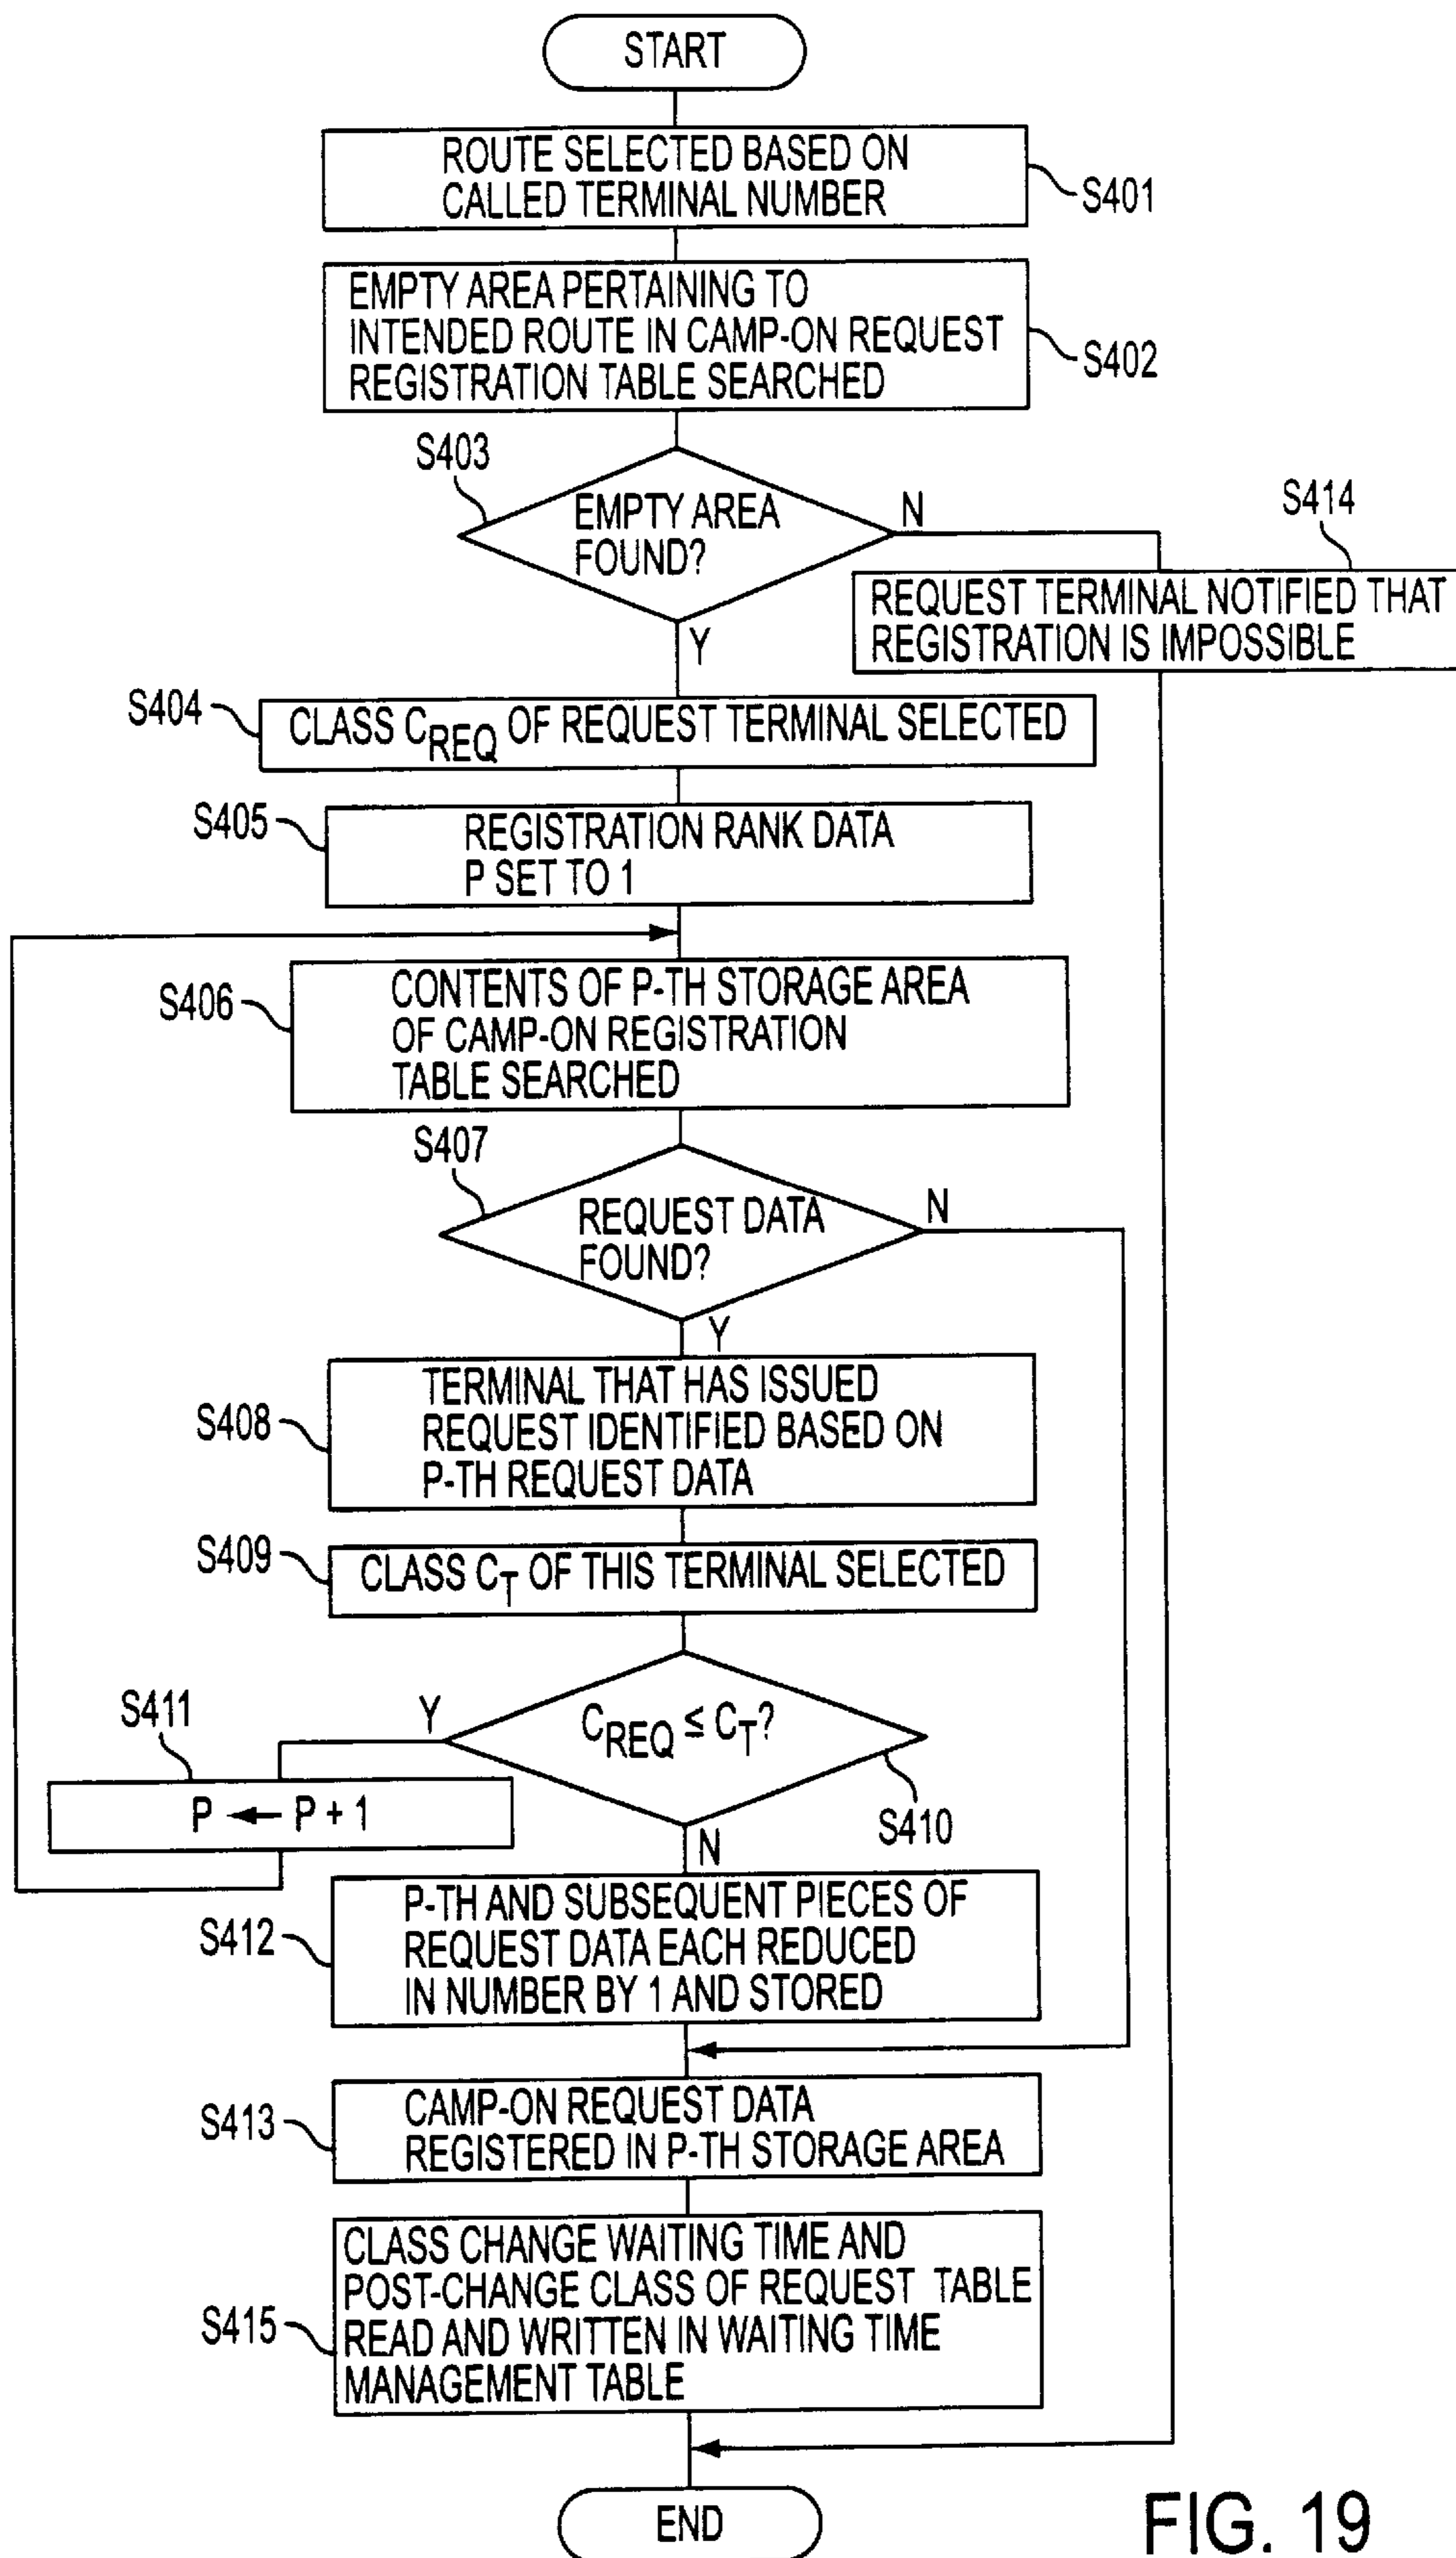 START
ROUTE SELECTED BASED ON
CALLED TERMINAL NUMBER
S401
EMPTY AREA PERTAINING TO
INTENDED ROUTE IN CAMP-ON REQUEST
REGISTRATION TABLE SEARCHED
S402
S403
EMPTY AREA
FOUND?
N
Y
S414
REQUEST TERMINAL NOTIFIED THAT
REGISTRATION IS IMPOSSIBLE
S404
CLASS C_REQ OF REQUEST TERMINAL SELECTED
S405
REGISTRATION RANK DATA
P SET TO 1
S406
CONTENTS OF P-TH STORAGE AREA
OF CAMP-ON REGISTRATION
TABLE SEARCHED
S407
REQUEST DATA
FOUND?
N
Y
S408
TERMINAL THAT HAS ISSUED
REQUEST IDENTIFIED BASED ON
P-TH REQUEST DATA
S409
CLASS C_T OF THIS TERMINAL SELECTED
S411
Y
C_REQ ≤ C_T?
S410
P ← P + 1
N
S412
P-TH AND SUBSEQUENT PIECES OF
REQUEST DATA EACH REDUCED
IN NUMBER BY 1 AND STORED
S413
CAMP-ON REQUEST DATA
REGISTERED IN P-TH STORAGE AREA
S415
CLASS CHANGE WAITING TIME AND
POST-CHANGE CLASS OF REQUEST TABLE
READ AND WRITTEN IN WAITING TIME
MANAGEMENT TABLE
END
FIG. 19